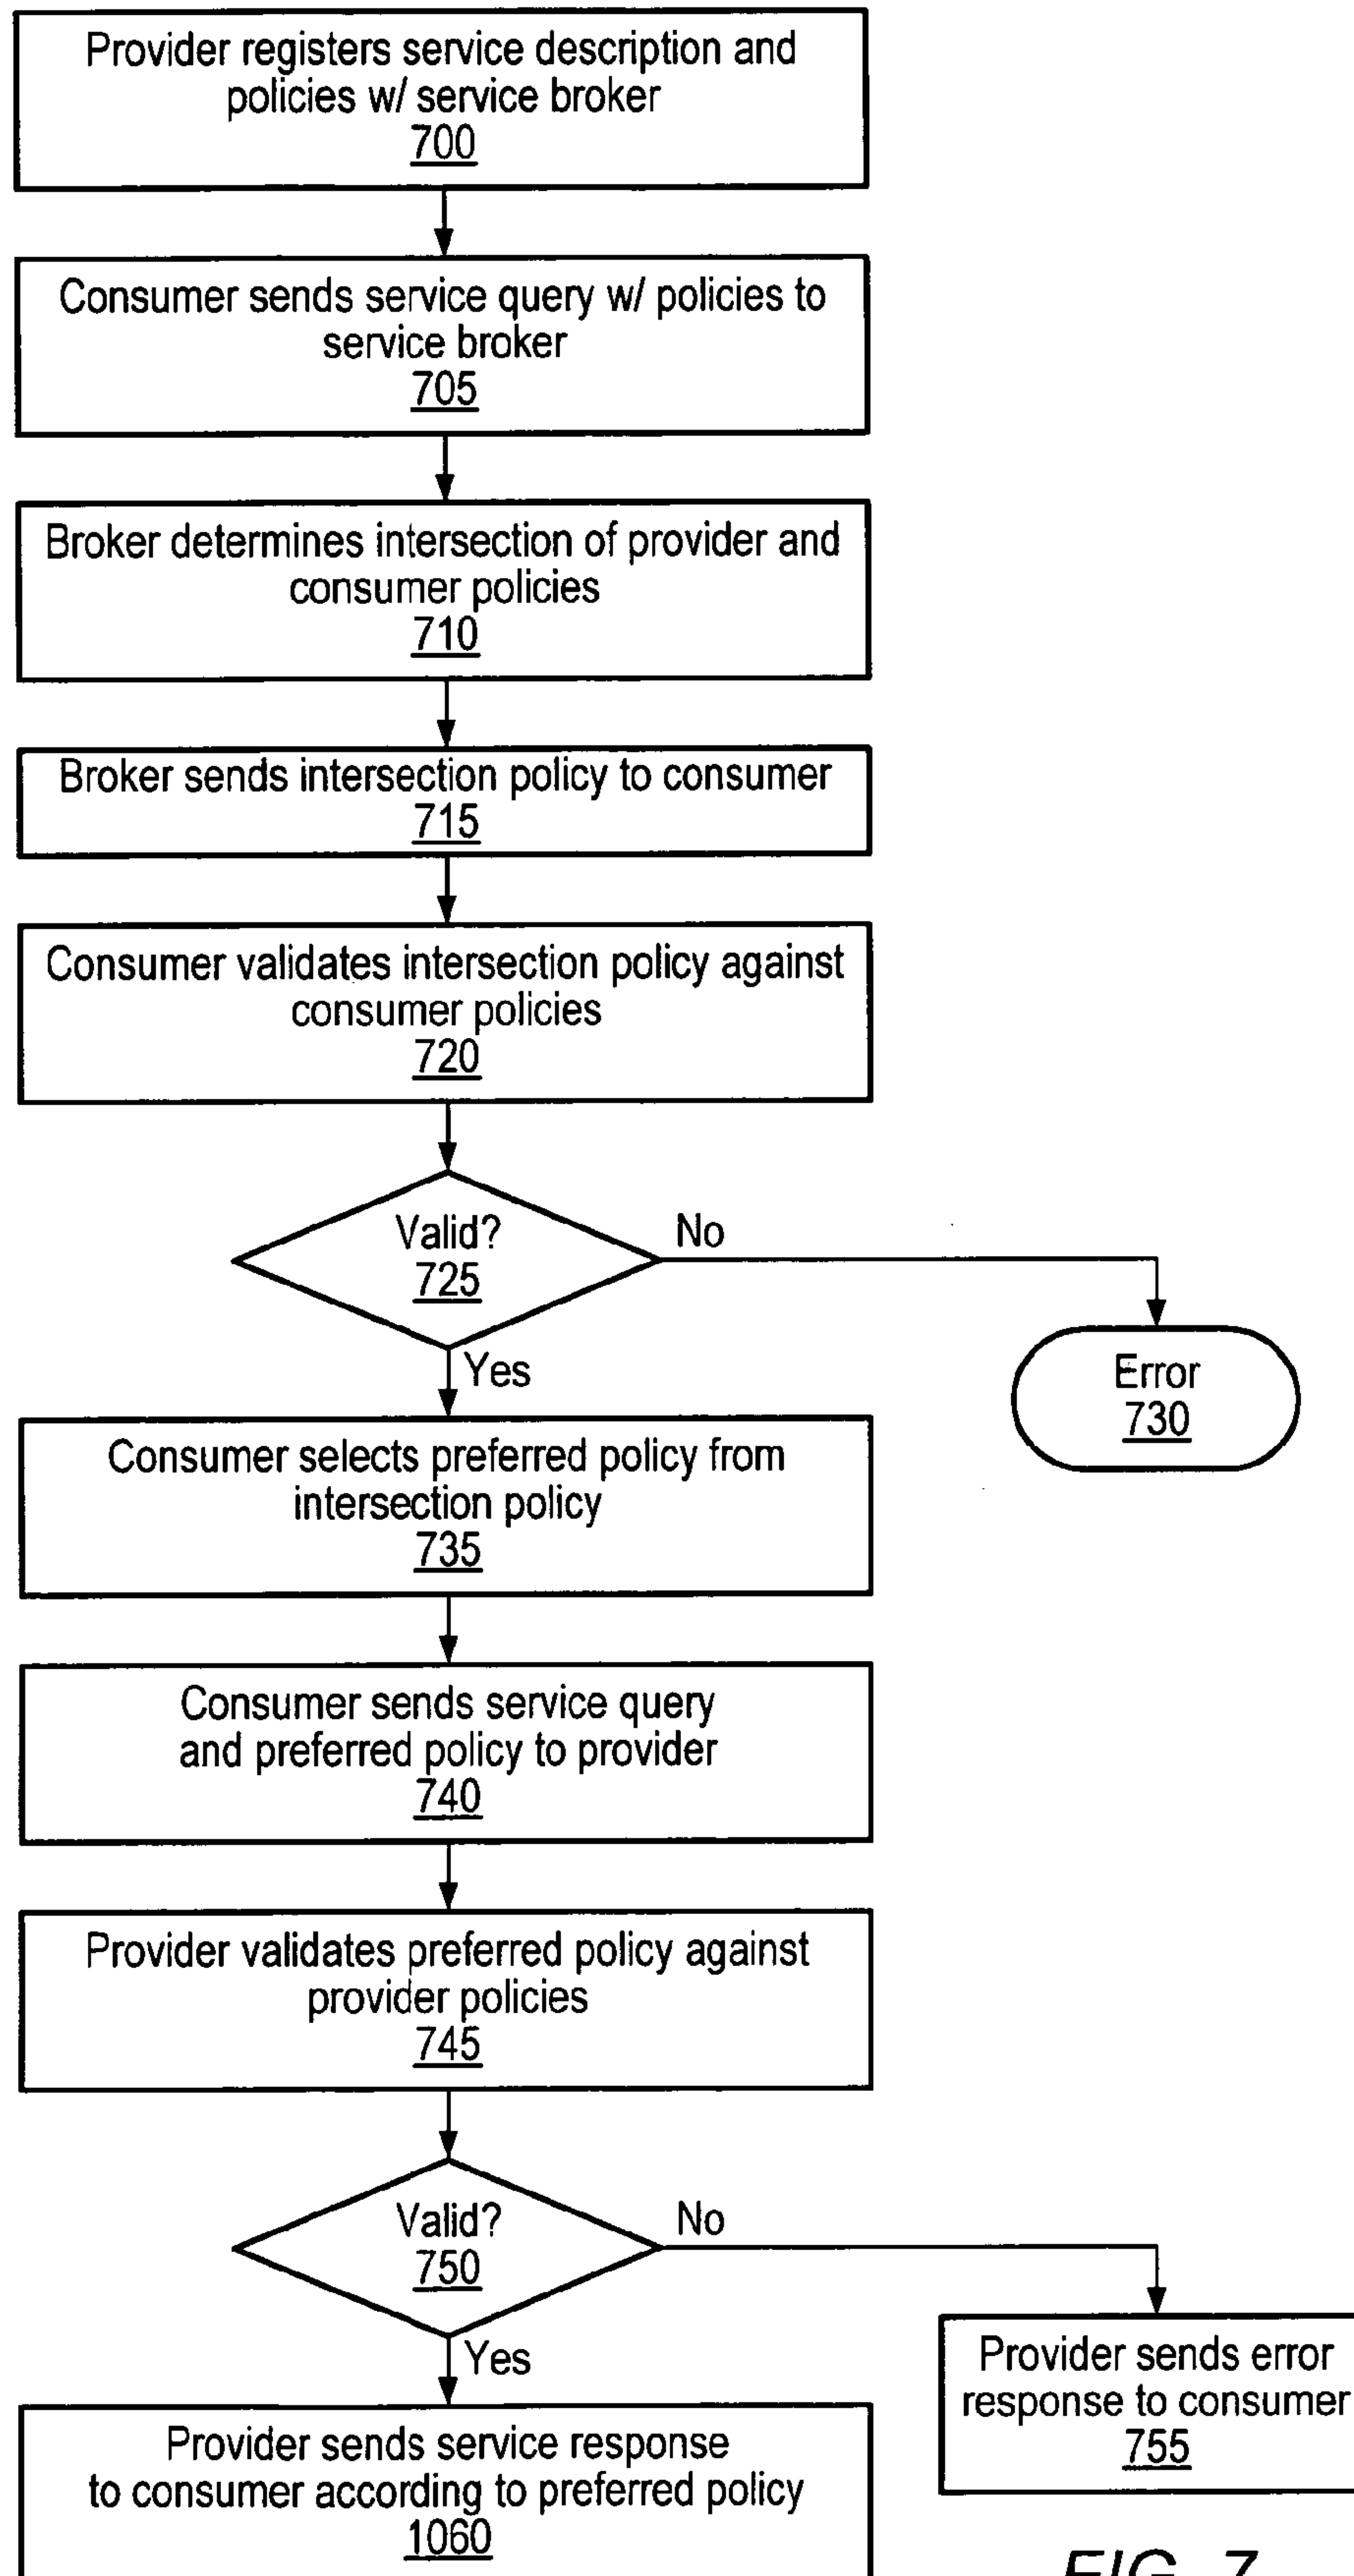 Provider registers service description and
policies w/ service broker
700
Consumer sends service query w/ policies to
service broker
705
Broker determines intersection of provider and
consumer policies
710
Broker sends intersection policy to consumer
715
Consumer validates intersection policy against
consumer policies
720
Valid?
725
No
Yes
Error
730
Consumer selects preferred policy from
intersection policy
735
Consumer sends service query
and preferred policy to provider
740
Provider validates preferred policy against
provider policies
745
Valid?
750
No
Yes
Provider sends error
response to consumer
755
Provider sends service response
to consumer according to preferred policy
1060
FIG. 7